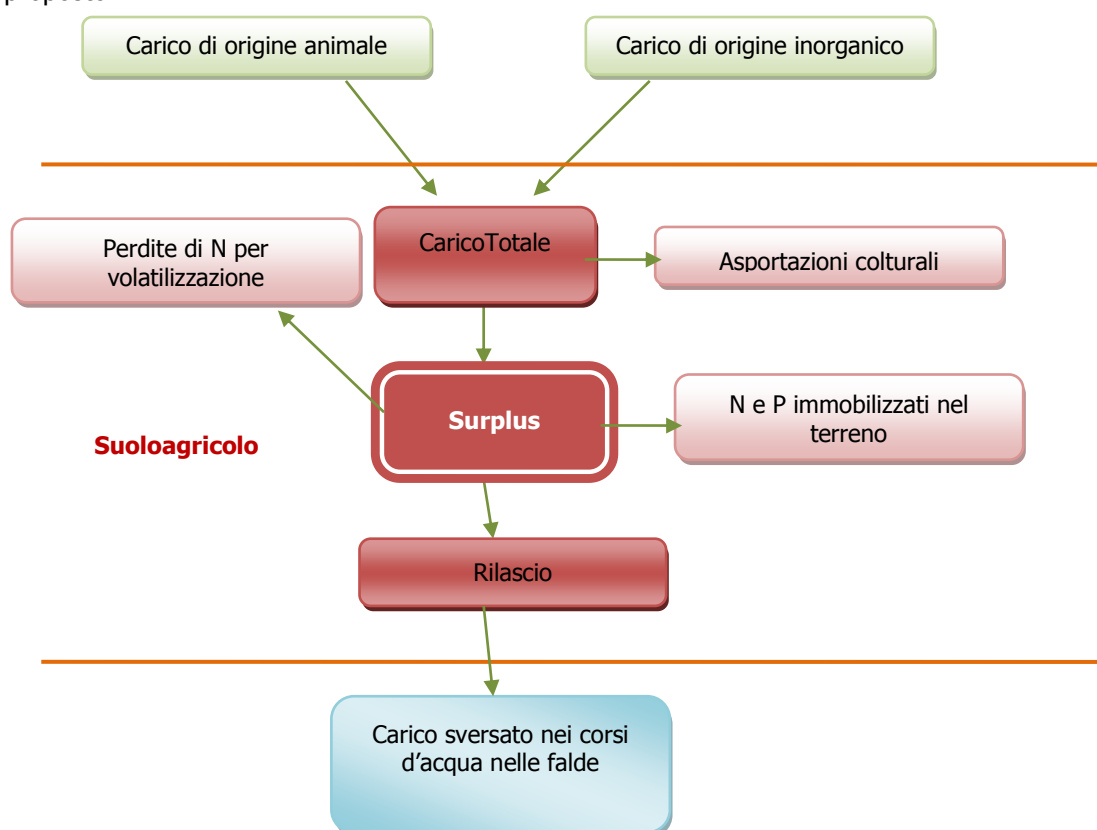 Carico di origine animale
Carico di origine inorganico
CaricoTotale
Perdite di N per
volatilizzazione
Asportazioni colturali
Surplus
N e P immobilizzati nel
terreno
Suoloagricolo
Rilascio
Carico sversato nei corsi
d’acqua nelle falde